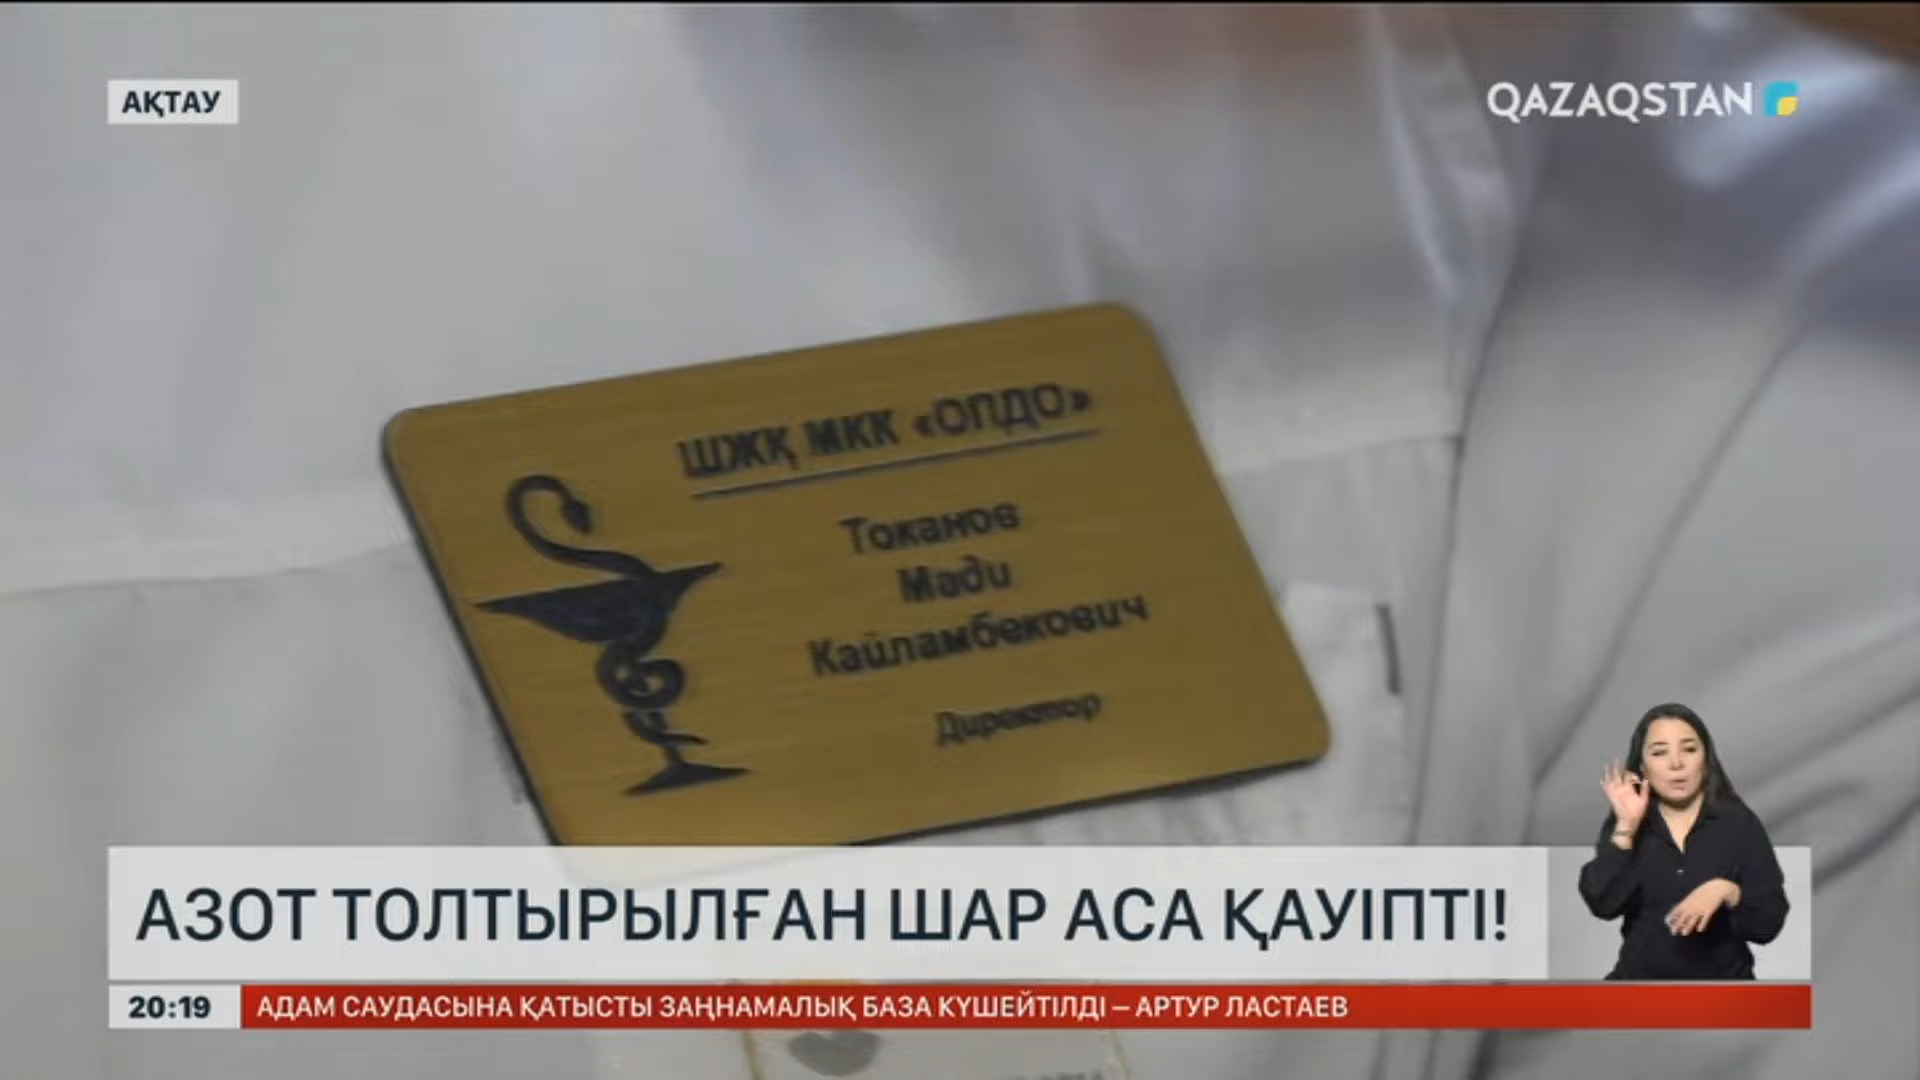 АҚТАУ
QAZAQSTAN
ШЖҚ МКК «ОПДО»
Токанов
Мәди
Кайламбекович
Директор
АЗОТ ТОЛТЫРЫЛҒАН ШАР АСА ҚАУІПТІ!
20:19
АДАМ САУДАСЫНА ҚАТЫСТЫ ЗАҢНАМАЛЫҚ БАЗА КҮШЕЙТІЛДІ – АРТУР ЛАСТАЕВ